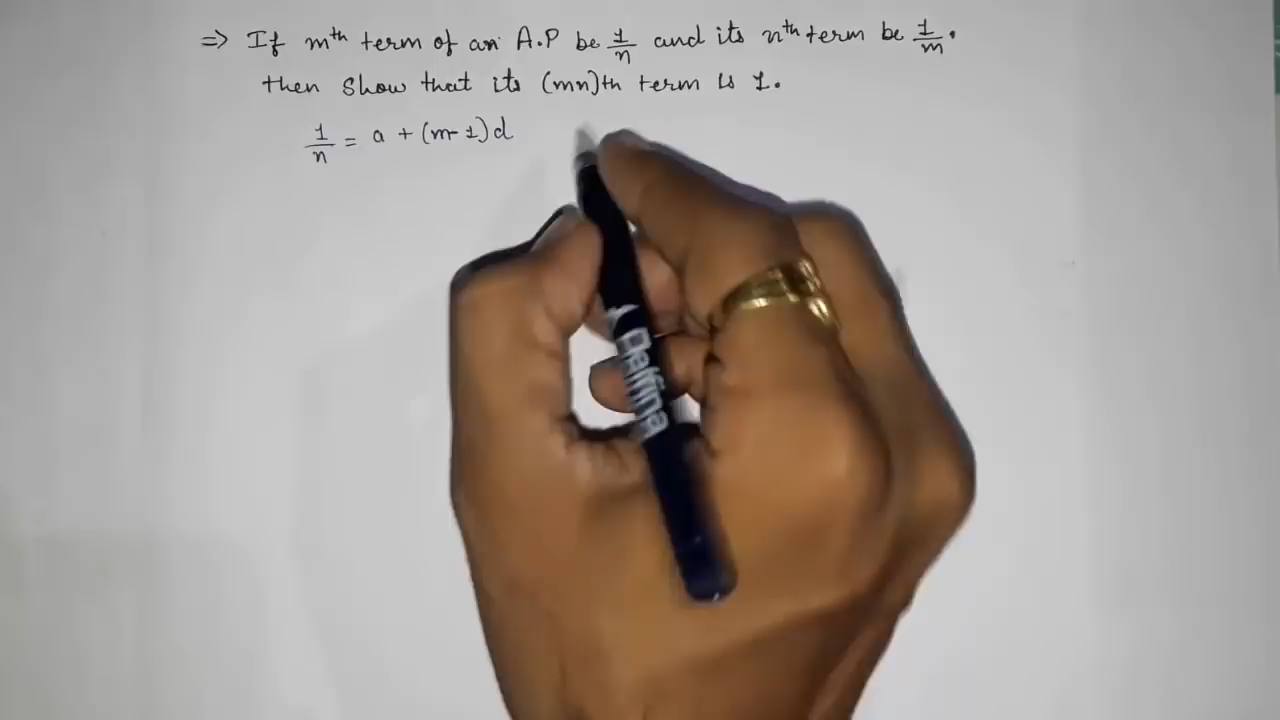 ⇒ If mth term of an A.P be 1/n and its nth term be 1/m.
then show that its (mn)th term is 1.
1/n = a + (m-1)d
Delfina